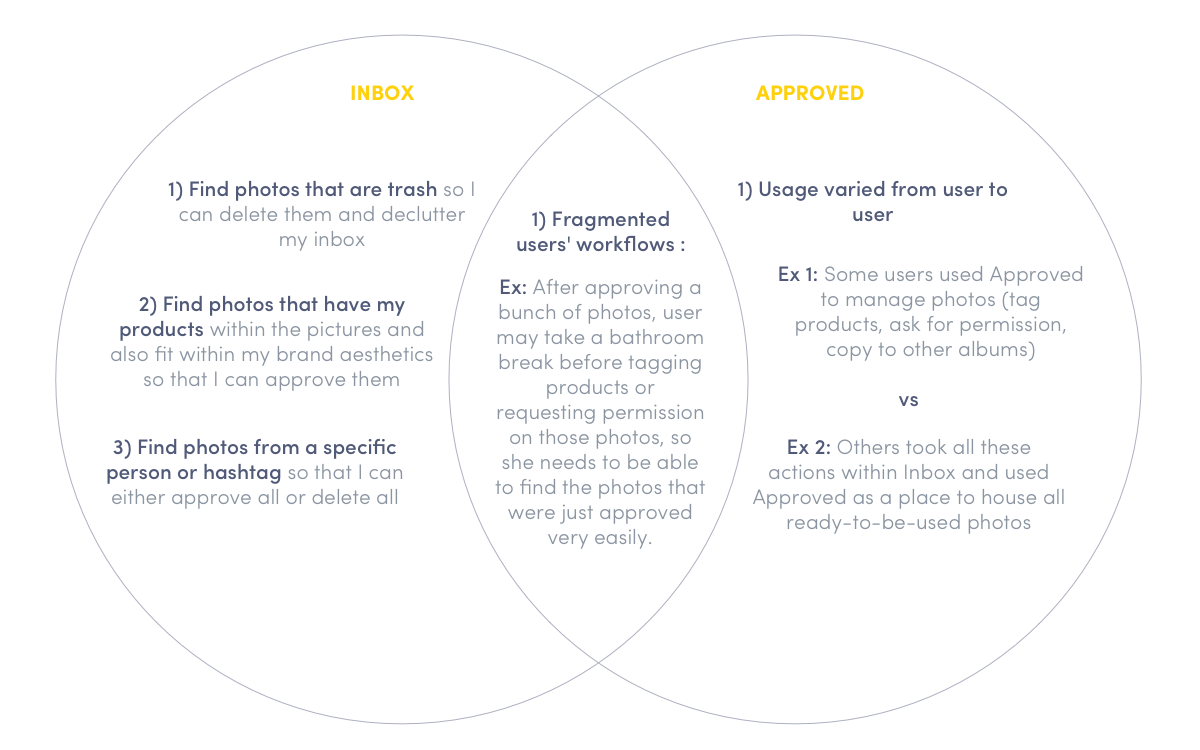 INBOX
1) Find photos that are trash so I
can delete them and declutter
my inbox
2) Find photos that have my
products within the pictures and
also fit within my brand aesthetics
so that I can approve them
3) Find photos from a specific
person or hashtag so that I can
either approve all or delete all
1) Fragmented
users' workflows :
Ex: After approving a
bunch of photos, user
may take a bathroom
break before tagging
products or
requesting permission
on those photos, so
she needs to be able
to find the photos that
were just approved
very easily.
APPROVED
1) Usage varied from user to
user
Ex 1: Some users used Approved
to manage photos (tag
products, ask for permission,
copy to other albums)
vs
Ex 2: Others took all these
actions within Inbox and used
Approved as a place to house all
ready-to-be-used photos